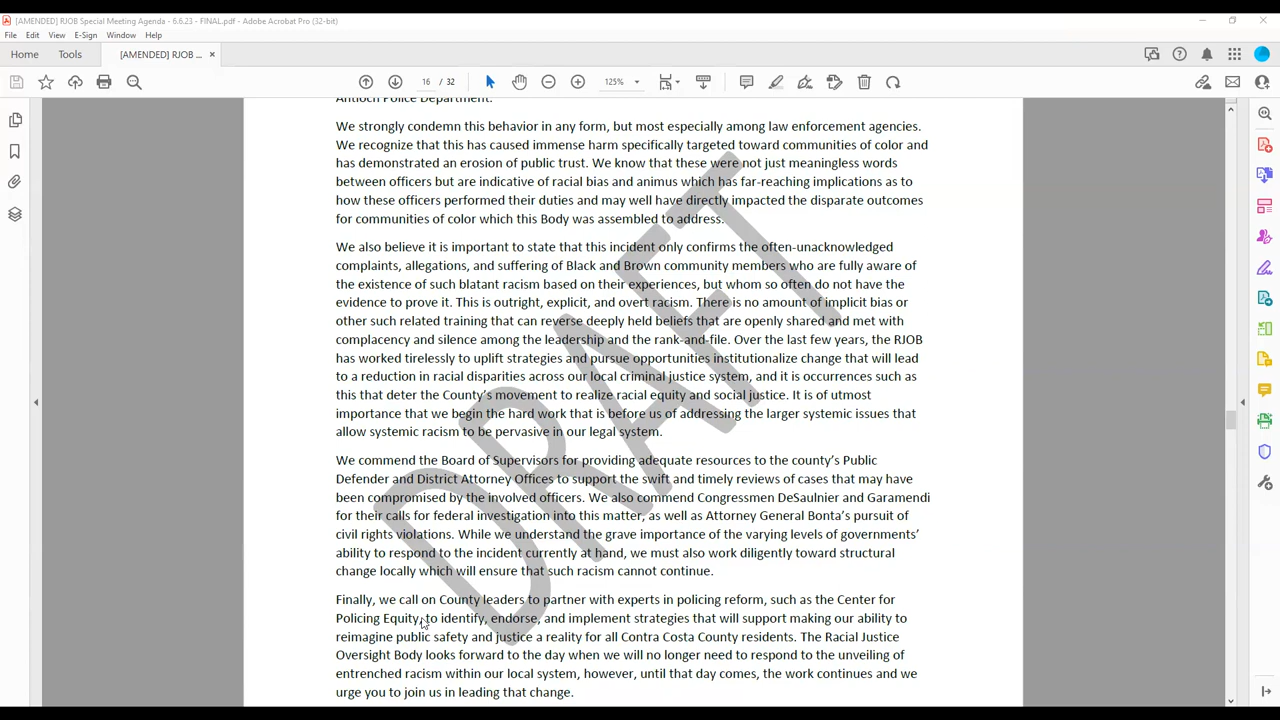 [AMENDED] RJOB Special Meeting Agenda - 6.6.23 - FINAL.pdf - Adobe Acrobat Pro (32-bit)
File Edit View E-Sign Window Help
Home Tools [AMENDED] RJOB ... ×
16 / 32 125%
Antioch Police Department.
We strongly condemn this behavior in any form, but most especially among law enforcement agencies.
We recognize that this has caused immense harm specifically targeted toward communities of color and
has demonstrated an erosion of public trust. We know that these were not just meaningless words
between officers but are indicative of racial bias and animus which has far-reaching implications as to
how these officers performed their duties and may well have directly impacted the disparate outcomes
for communities of color which this Body was assembled to address.
We also believe it is important to state that this incident only confirms the often-unacknowledged
complaints, allegations, and suffering of Black and Brown community members who are fully aware of
the existence of such blatant racism based on their experiences, but whom so often do not have the
evidence to prove it. This is outright, explicit, and overt racism. There is no amount of implicit bias or
other such related training that can reverse deeply held beliefs that are openly shared and met with
complacency and silence among the leadership and the rank-and-file. Over the last few years, the RJOB
has worked tirelessly to uplift strategies and pursue opportunities institutionalize change that will lead
to a reduction in racial disparities across our local criminal justice system, and it is occurrences such as
this that deter the County's movement to realize racial equity and social justice. It is of utmost
importance that we begin the hard work that is before us of addressing the larger systemic issues that
allow systemic racism to be pervasive in our legal system.
We commend the Board of Supervisors for providing adequate resources to the county's Public
Defender and District Attorney Offices to support the swift and timely reviews of cases that may have
been compromised by the involved officers. We also commend Congressmen DeSaulnier and Garamendi
for their calls for federal investigation into this matter, as well as Attorney General Bonta's pursuit of
civil rights violations. While we understand the grave importance of the varying levels of governments'
ability to respond to the incident currently at hand, we must also work diligently toward structural
change locally which will ensure that such racism cannot continue.
Finally, we call on County leaders to partner with experts in policing reform, such as the Center for
Policing Equity, to identify, endorse, and implement strategies that will support making our ability to
reimagine public safety and justice a reality for all Contra Costa County residents. The Racial Justice
Oversight Body looks forward to the day when we will no longer need to respond to the unveiling of
entrenched racism within our local system, however, until that day comes, the work continues and we
urge you to join us in leading that change.
DRAFT